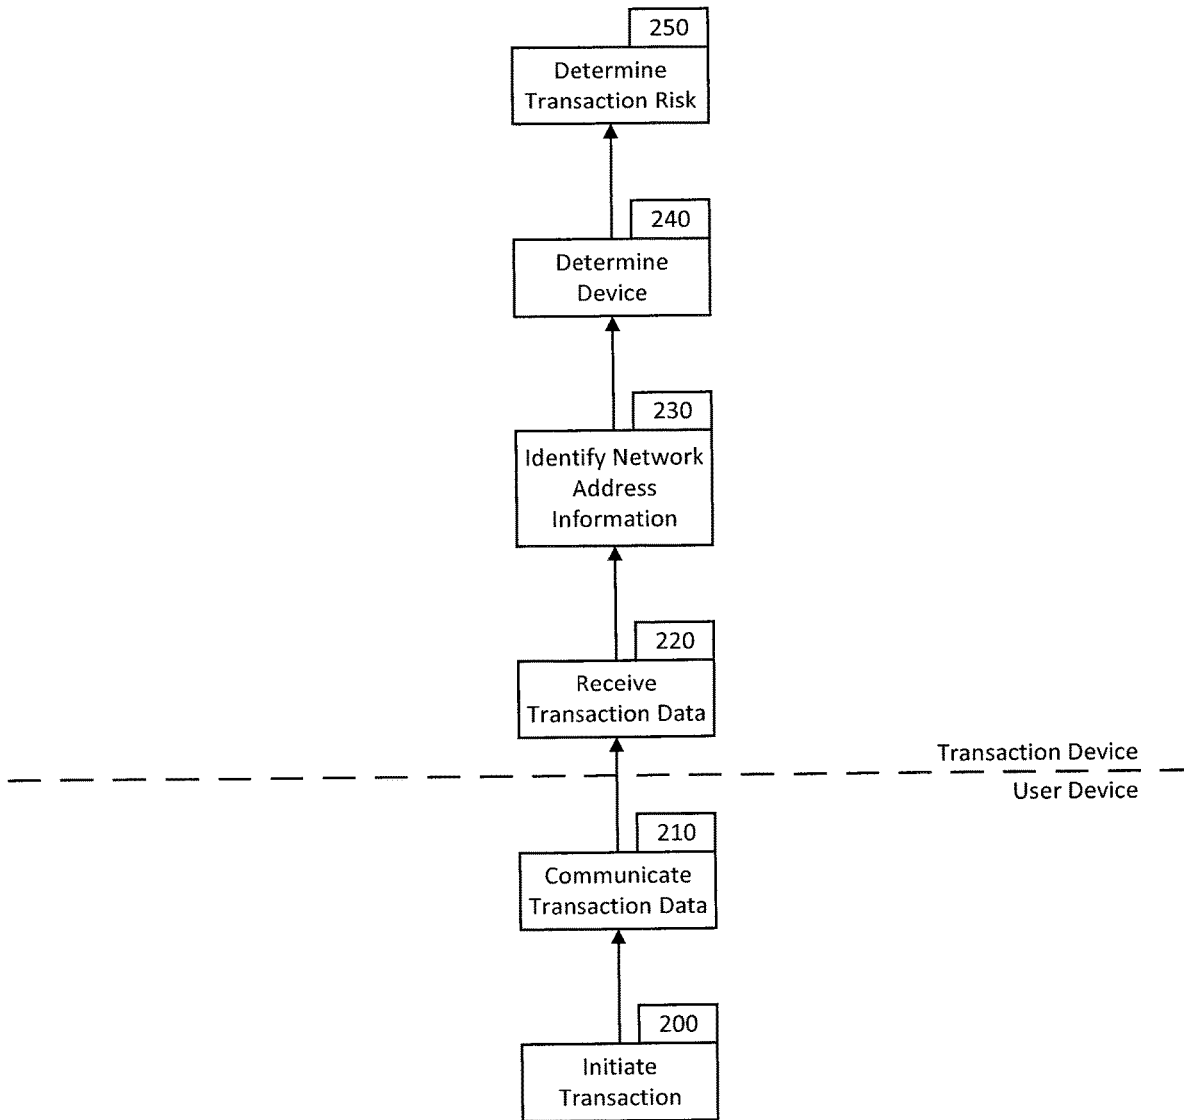 250
Determine
Transaction Risk
240
Determine
Device
230
Identify Network
Address
Information
220
Receive
Transaction Data
Transaction Device
User Device
210
Communicate
Transaction Data
200
Initiate
Transaction